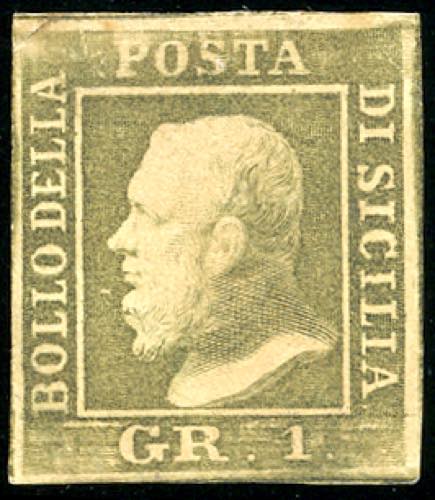 BOLLO DELLA
POSTA
DI SICILIA
GR. 1.